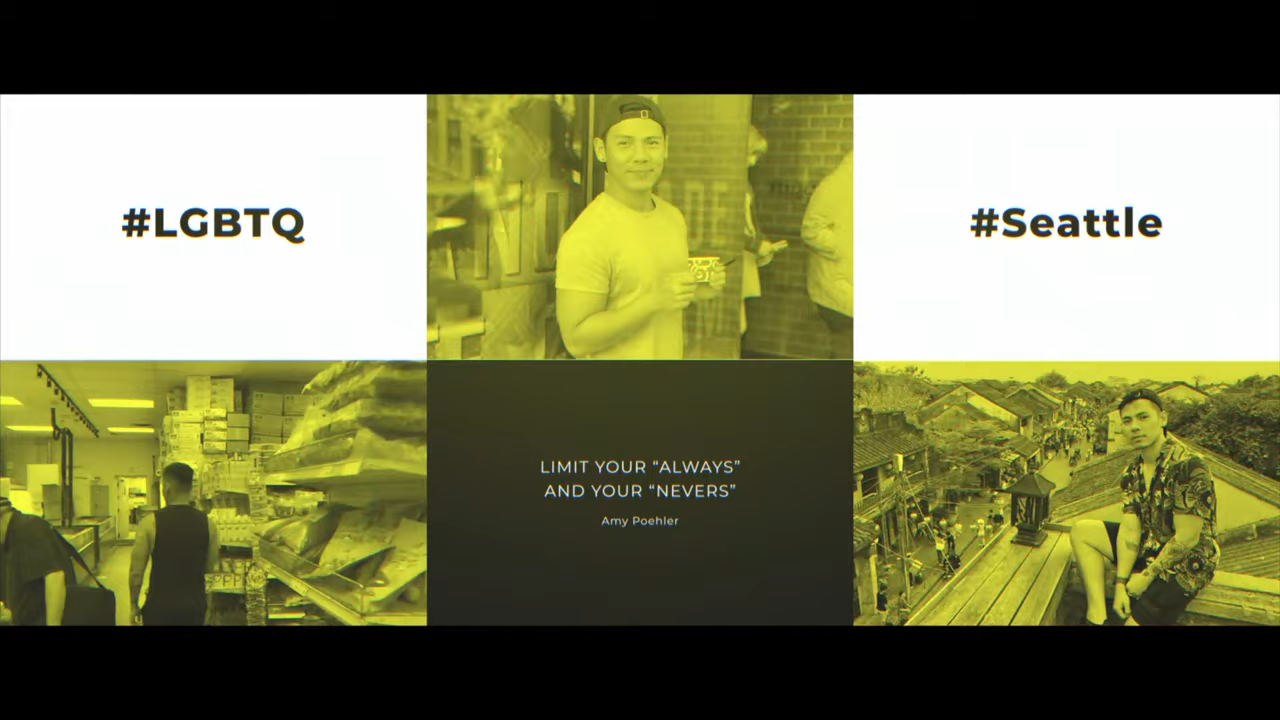 #LGBTQ
#Seattle
LIMIT YOUR “ALWAYS”
AND YOUR “NEVERS”
Amy Poehler